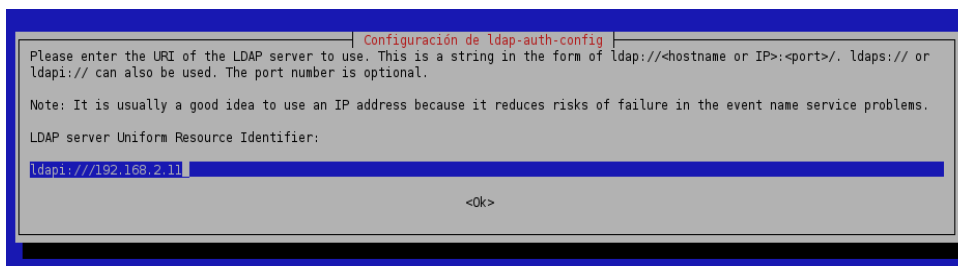 Configuración de ldap-auth-config
Please enter the URI of the LDAP server to use. This is a string in the form of ldap://<hostname or IP>:<port>/. ldaps:// or
ldapi:// can also be used. The port number is optional.
Note: It is usually a good idea to use an IP address because it reduces risks of failure in the event name service problems.
LDAP server Uniform Resource Identifier:
ldapi:///192.168.2.11
<Ok>